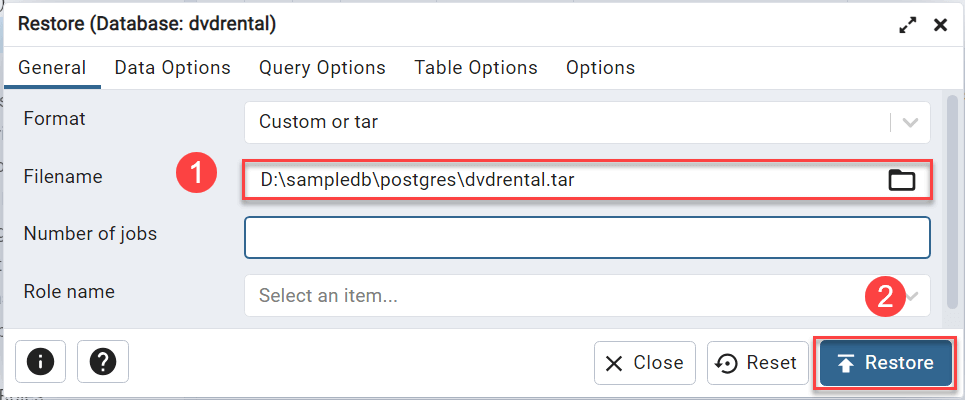 Restore (Database: dvdrental)
General Data Options Query Options Table Options Options
Format Custom or tar
1
Filename D:\sampledb\postgres\dvdrental.tar
Number of jobs
Role name Select an item... 2
Close Reset Restore